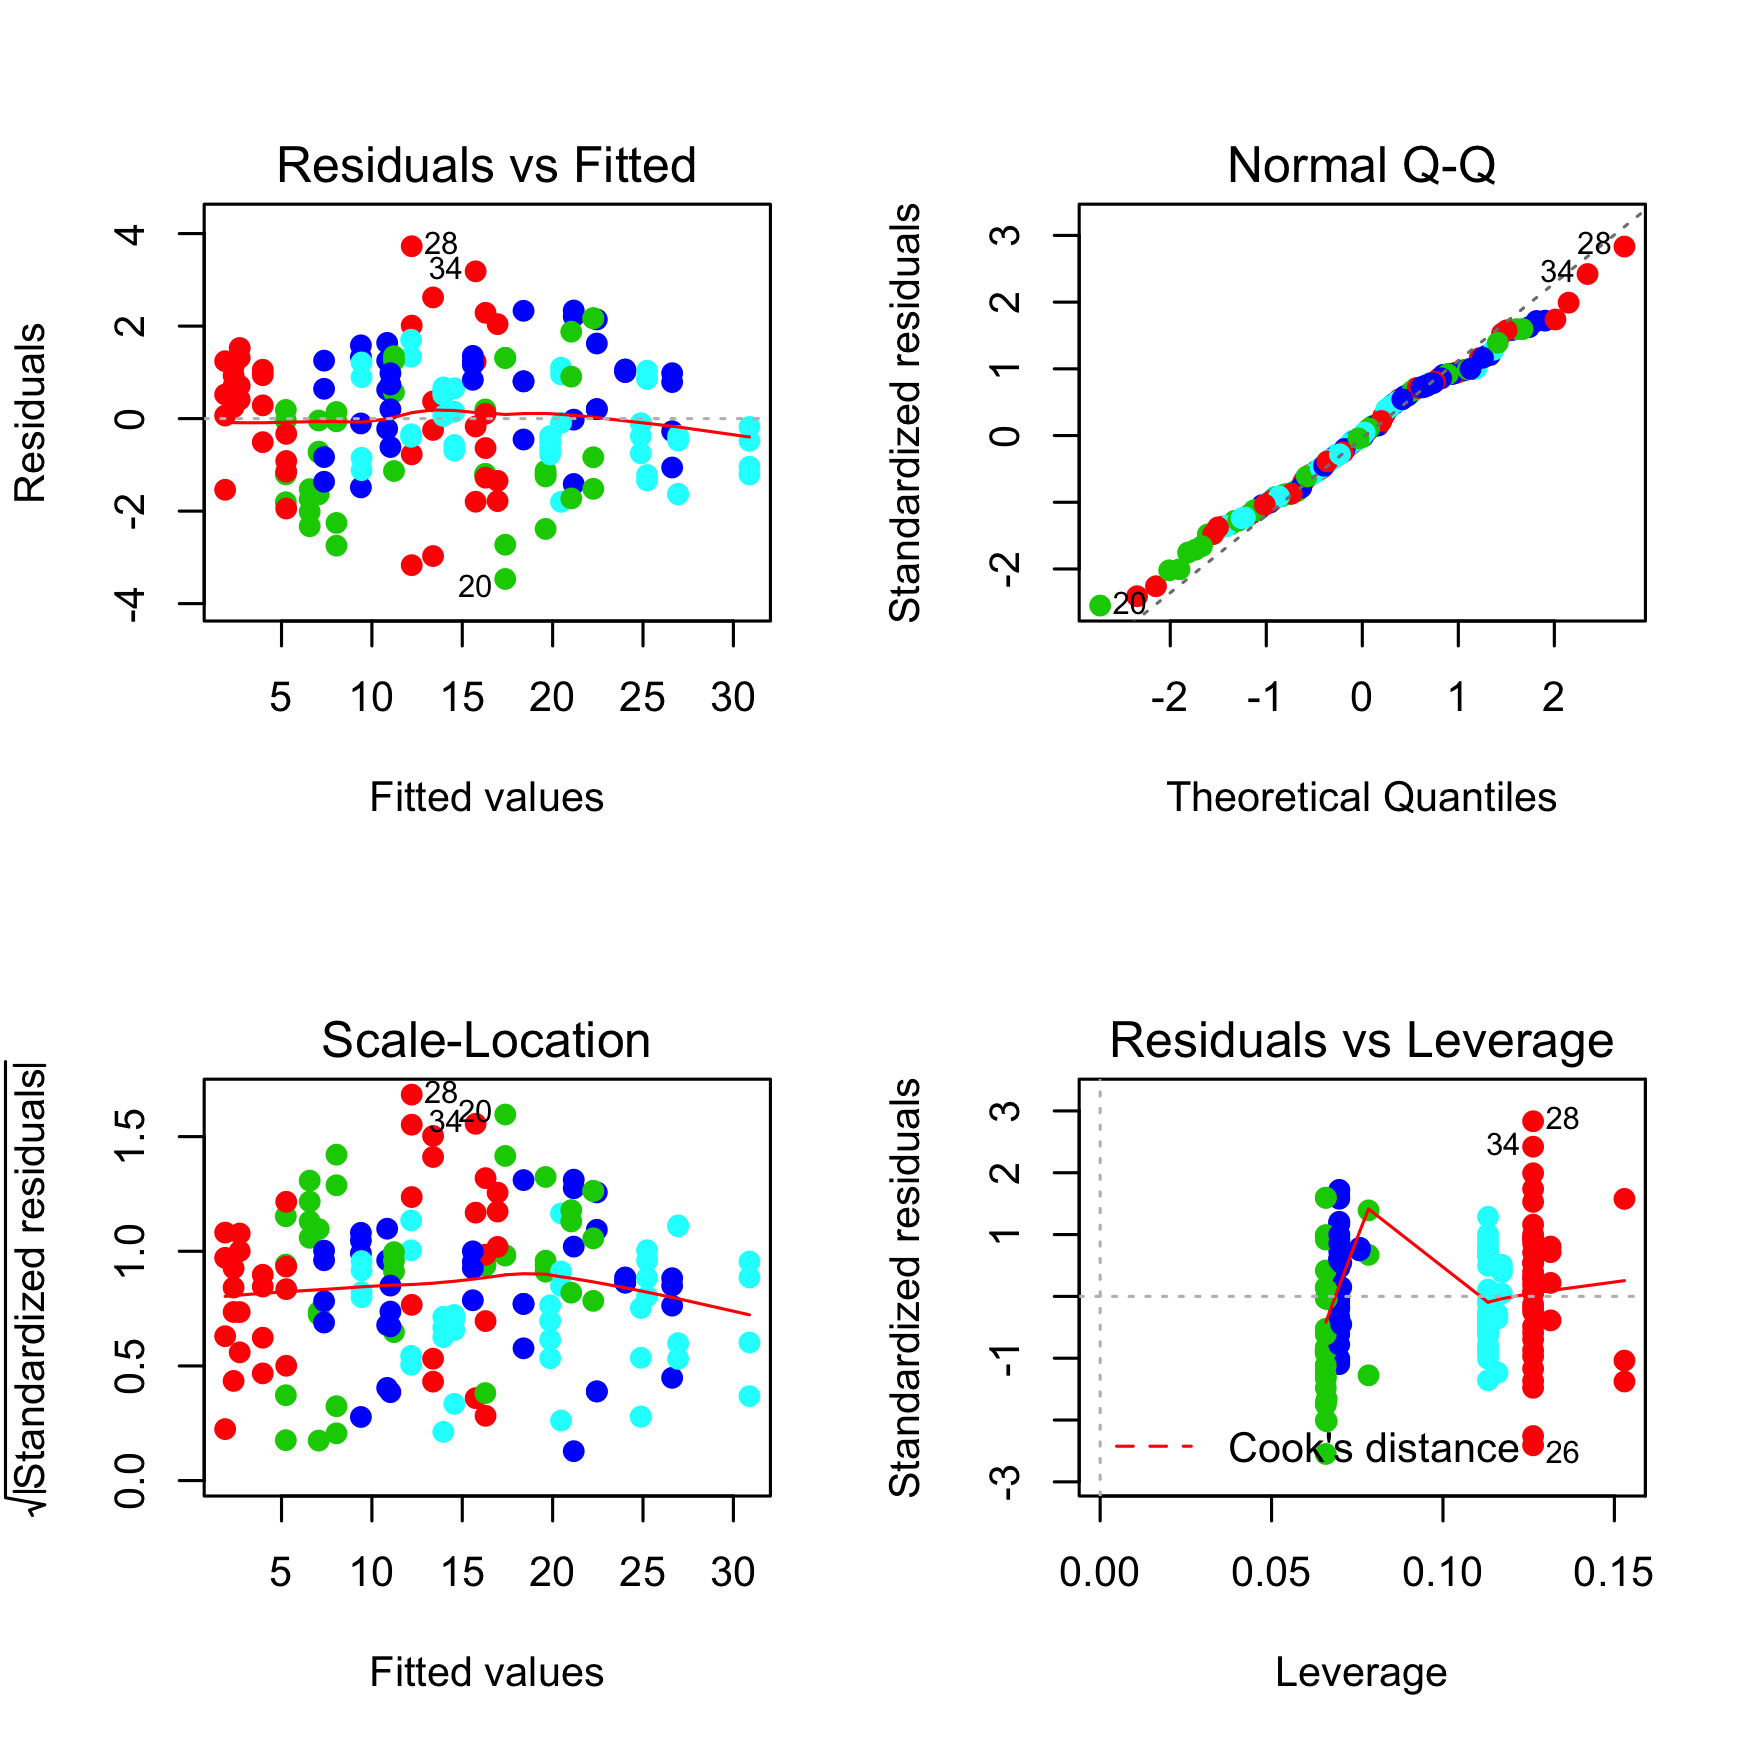 Residuals vs Fitted
Residuals
4
2
0
-2
-4
28
34
20
5 10 15 20 25 30
Fitted values
Normal Q-Q
Standardized residuals
3
2
1
0
-2
28
34
20
-2 -1 0 1 2
Theoretical Quantiles
Scale-Location
√|Standardized residuals|
1.5
1.0
0.5
0.0
28
34
20
5 10 15 20 25 30
Fitted values
Residuals vs Leverage
Standardized residuals
3
2
1
-1
-3
28
34
26
Cook's distance
0.00 0.05 0.10 0.15
Leverage